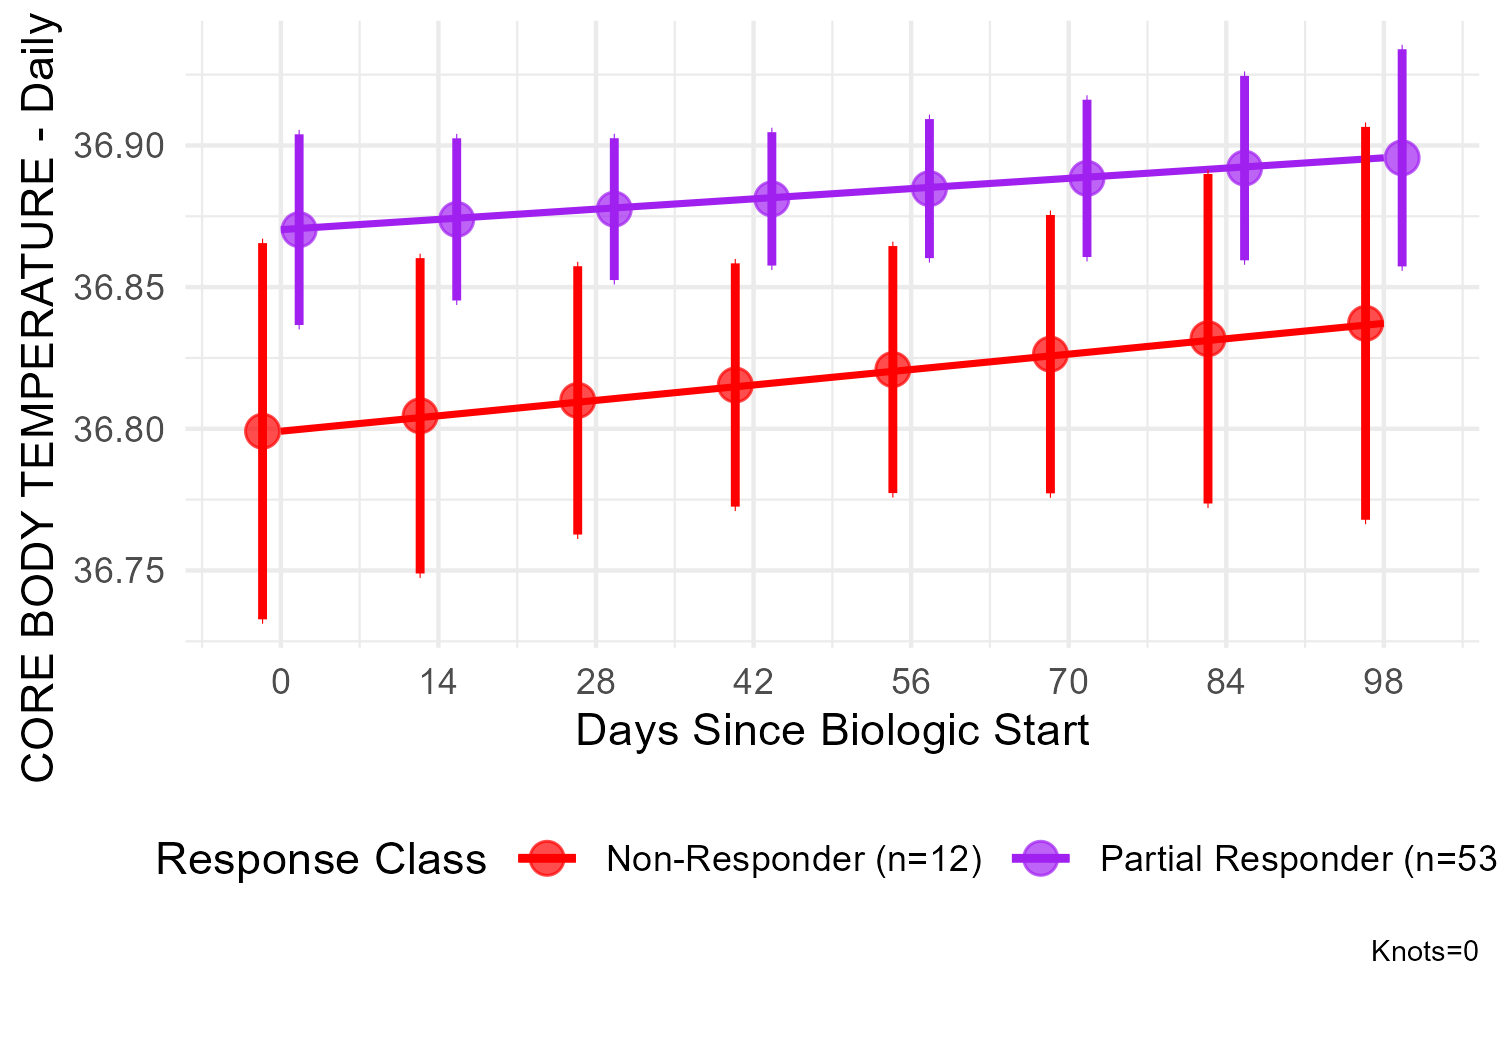 CORE BODY TEMPERATURE - Daily
36.90
36.85
36.80
36.75
0 14 28 42 56 70 84 98
Days Since Biologic Start
Response Class Non-Responder (n=12) Partial Responder (n=53
Knots=0